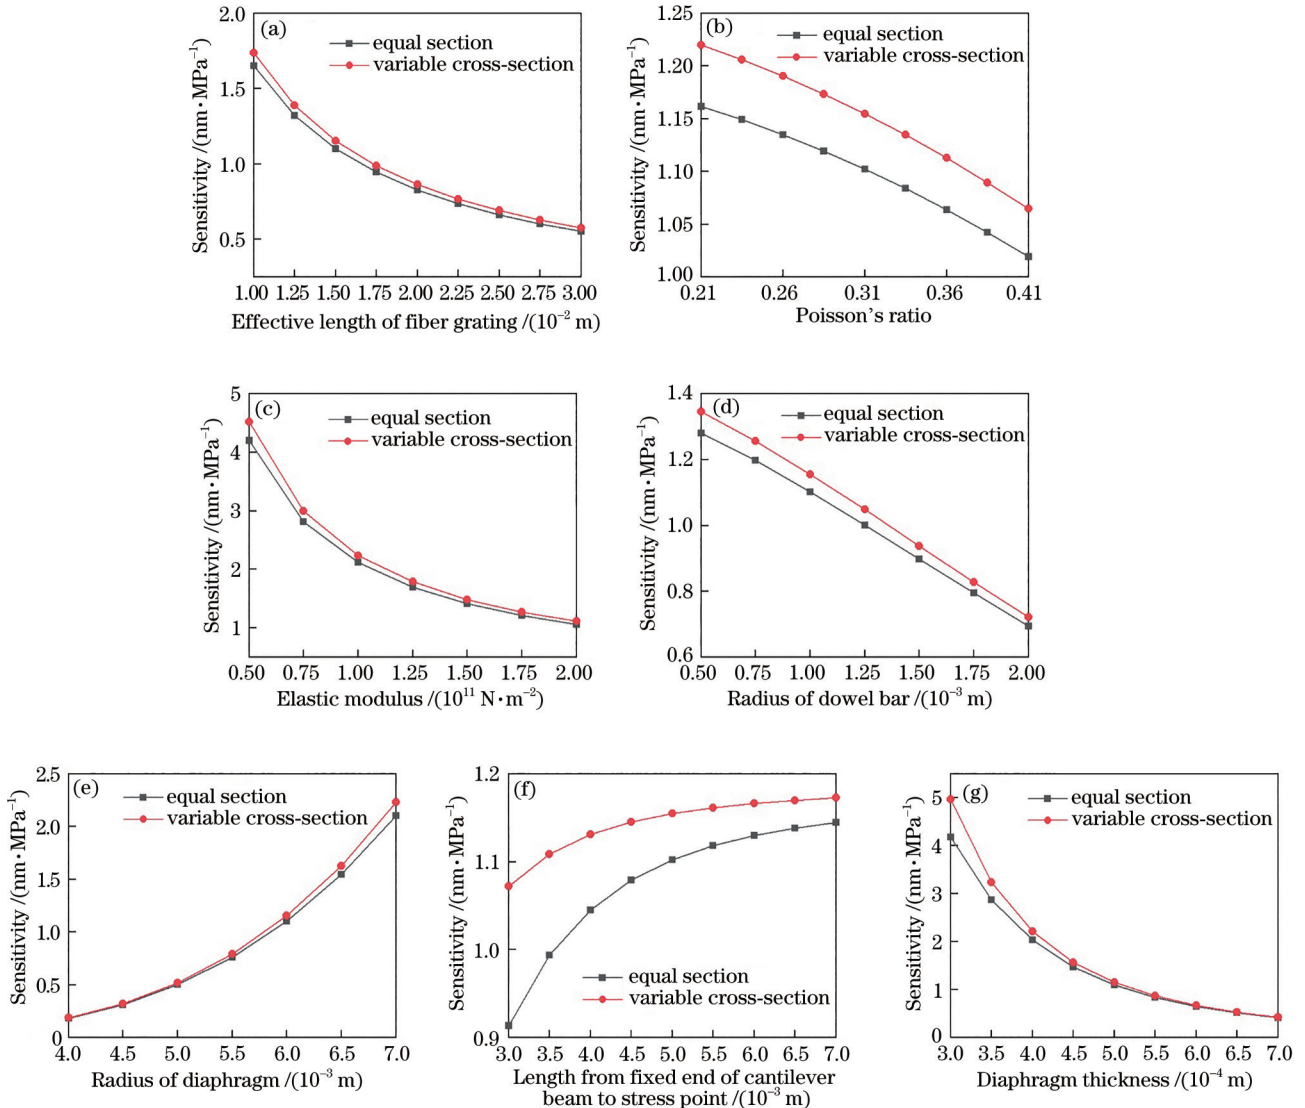 (a)
equal section
variable cross-section
2.0
1.5
1.0
0.5
Sensitivity /(nm·MPa⁻¹)
1.00 1.25 1.50 1.75 2.00 2.25 2.50 2.75 3.00
Effective length of fiber grating /(10⁻² m)
(b)
equal section
variable cross-section
1.25
1.20
1.15
1.10
1.05
1.00
Sensitivity /(nm·MPa⁻¹)
0.21 0.26 0.31 0.36 0.41
Poisson's ratio
(c)
equal section
variable cross-section
5
4
3
2
1
Sensitivity /(nm·MPa⁻¹)
0.50 0.75 1.00 1.25 1.50 1.75 2.00
Elastic modulus /(10¹¹ N·m⁻²)
(d)
equal section
variable cross-section
1.4
1.2
1.0
0.8
0.6
Sensitivity /(nm·MPa⁻¹)
0.50 0.75 1.00 1.25 1.50 1.75 2.00
Radius of dowel bar /(10⁻³ m)
(e)
equal section
variable cross-section
2.5
2.0
1.5
1.0
0.5
0
Sensitivity /(nm·MPa⁻¹)
4.0 4.5 5.0 5.5 6.0 6.5 7.0
Radius of diaphragm /(10⁻³ m)
(f)
equal section
variable cross-section
1.2
1.1
1.0
0.9
Sensitivity /(nm·MPa⁻¹)
3.0 3.5 4.0 4.5 5.0 5.5 6.0 6.5 7.0
Length from fixed end of cantilever
beam to stress point /(10⁻³ m)
(g)
equal section
variable cross-section
5
4
3
2
1
0
Sensitivity /(nm·MPa⁻¹)
3.0 3.5 4.0 4.5 5.0 5.5 6.0 6.5 7.0
Diaphragm thickness /(10⁻⁴ m)